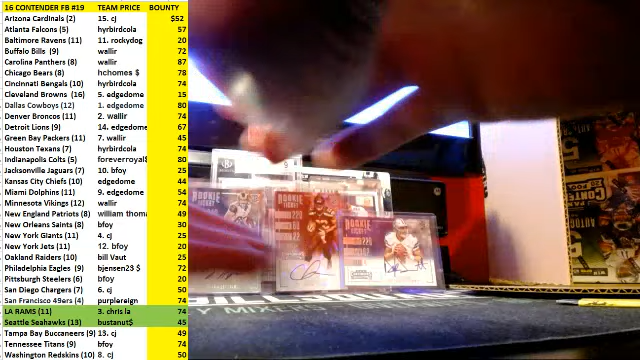 16 CONTENDER FB #19 TEAM PRICE BOUNTY
Arizona Cardinals (2) 15. cj $52
Atlanta Falcons (5) hyrbirdcola 57
Baltimore Ravens (11) 11. rockydog 20
Buffalo Bills (9) wallir 22
Carolina Panthers (8) wallir 87
Chicago Bears (8) hchomes $ 78
Cincinnati Bengals (10) hyrbirdcola 74
Cleveland Browns (16) 5. edgedome 15
Dallas Cowboys (12) 1. edgedome 80
Denver Broncos (11) 2. wallir 74
Detroit Lions (9) 14. edgedome 67
Green Bay Packers (11) 7. wallir 45
Houston Texans (7) hyrbirdcola 74
Indianapolis Colts (5) foreverroyal$ 80
Jacksonville Jaguars (7) 10. bfoy 25
Kansas City Chiefs (10) edgedome 44
Miami Dolphins (11) 9. edgedome 54
Minnesota Vikings (12) wallir 74
New England Patriots (8) william thoma 49
New Orleans Saints (8) bfoy 30
New York Giants (11) 4. cj 25
New York Jets (11) 12. bfoy 20
Oakland Raiders (10) bill Vaut 25
Philadelphia Eagles (9) bjensen23 $ 72
Pittsburgh Steelers (6) bfoy 20
San Diego Chargers (7) 6. cj 50
San Francisco 49ers (4) purplereign 74
LA RAMS (11) 3. chris la 74
Seattle Seahawks (13) bustanut$ 45
Tampa Bay Buccaneers (9) 13. cj 49
Tennessee Titans (9) bfoy 74
Washington Redskins (10) 8. cj 50
ROOKIE
TICKET
ROOKIE
TICKET
ROOKIE
TICKET